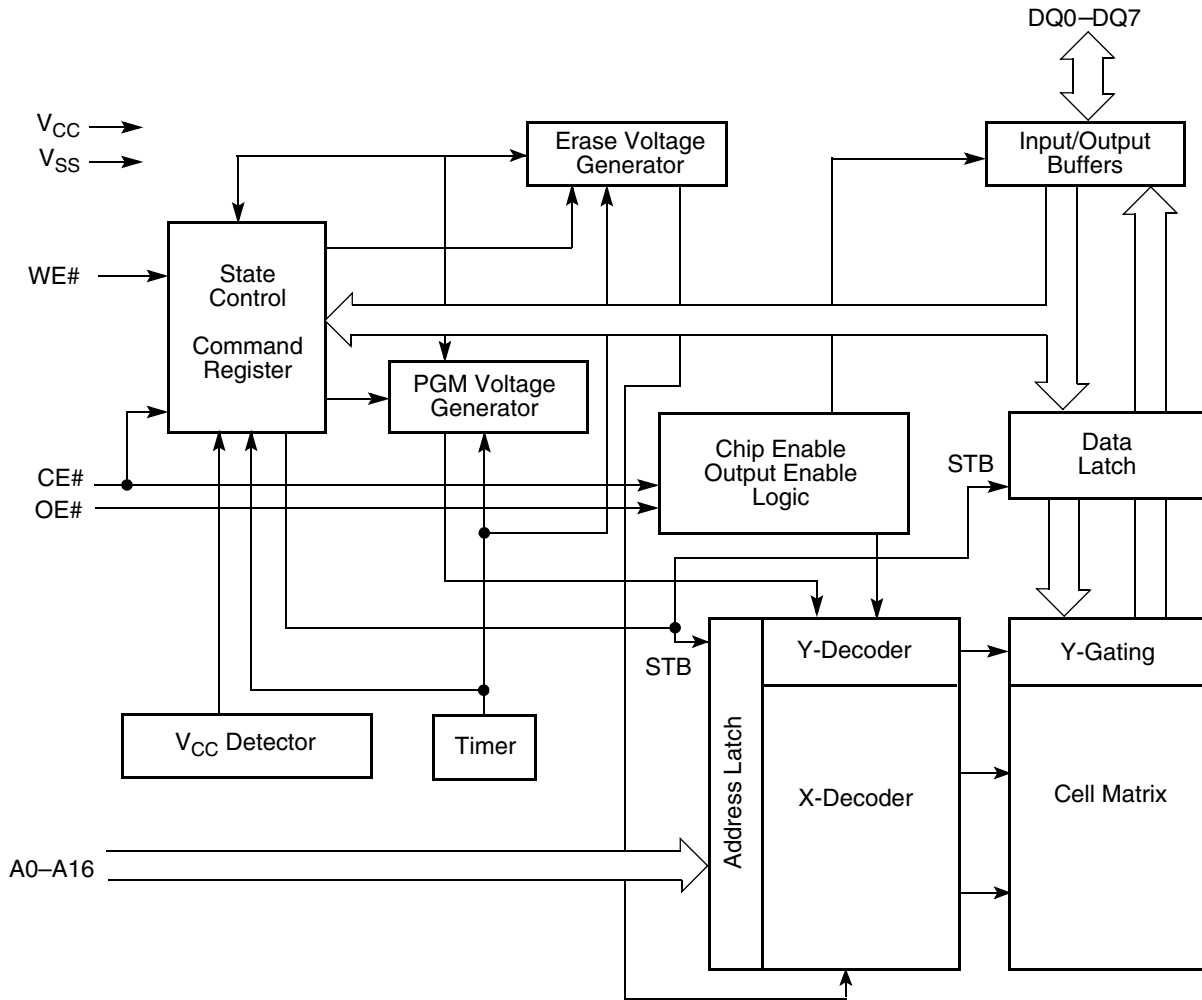 DQ0–DQ7
VCC
VSS
Erase Voltage
Generator
Input/Output
Buffers
WE#
State
Control
Command
Register
PGM Voltage
Generator
Chip Enable
Output Enable
Logic
STB
Data
Latch
CE#
OE#
STB
Y-Decoder
Y-Gating
VCC Detector
Timer
Address Latch
X-Decoder
Cell Matrix
A0–A16